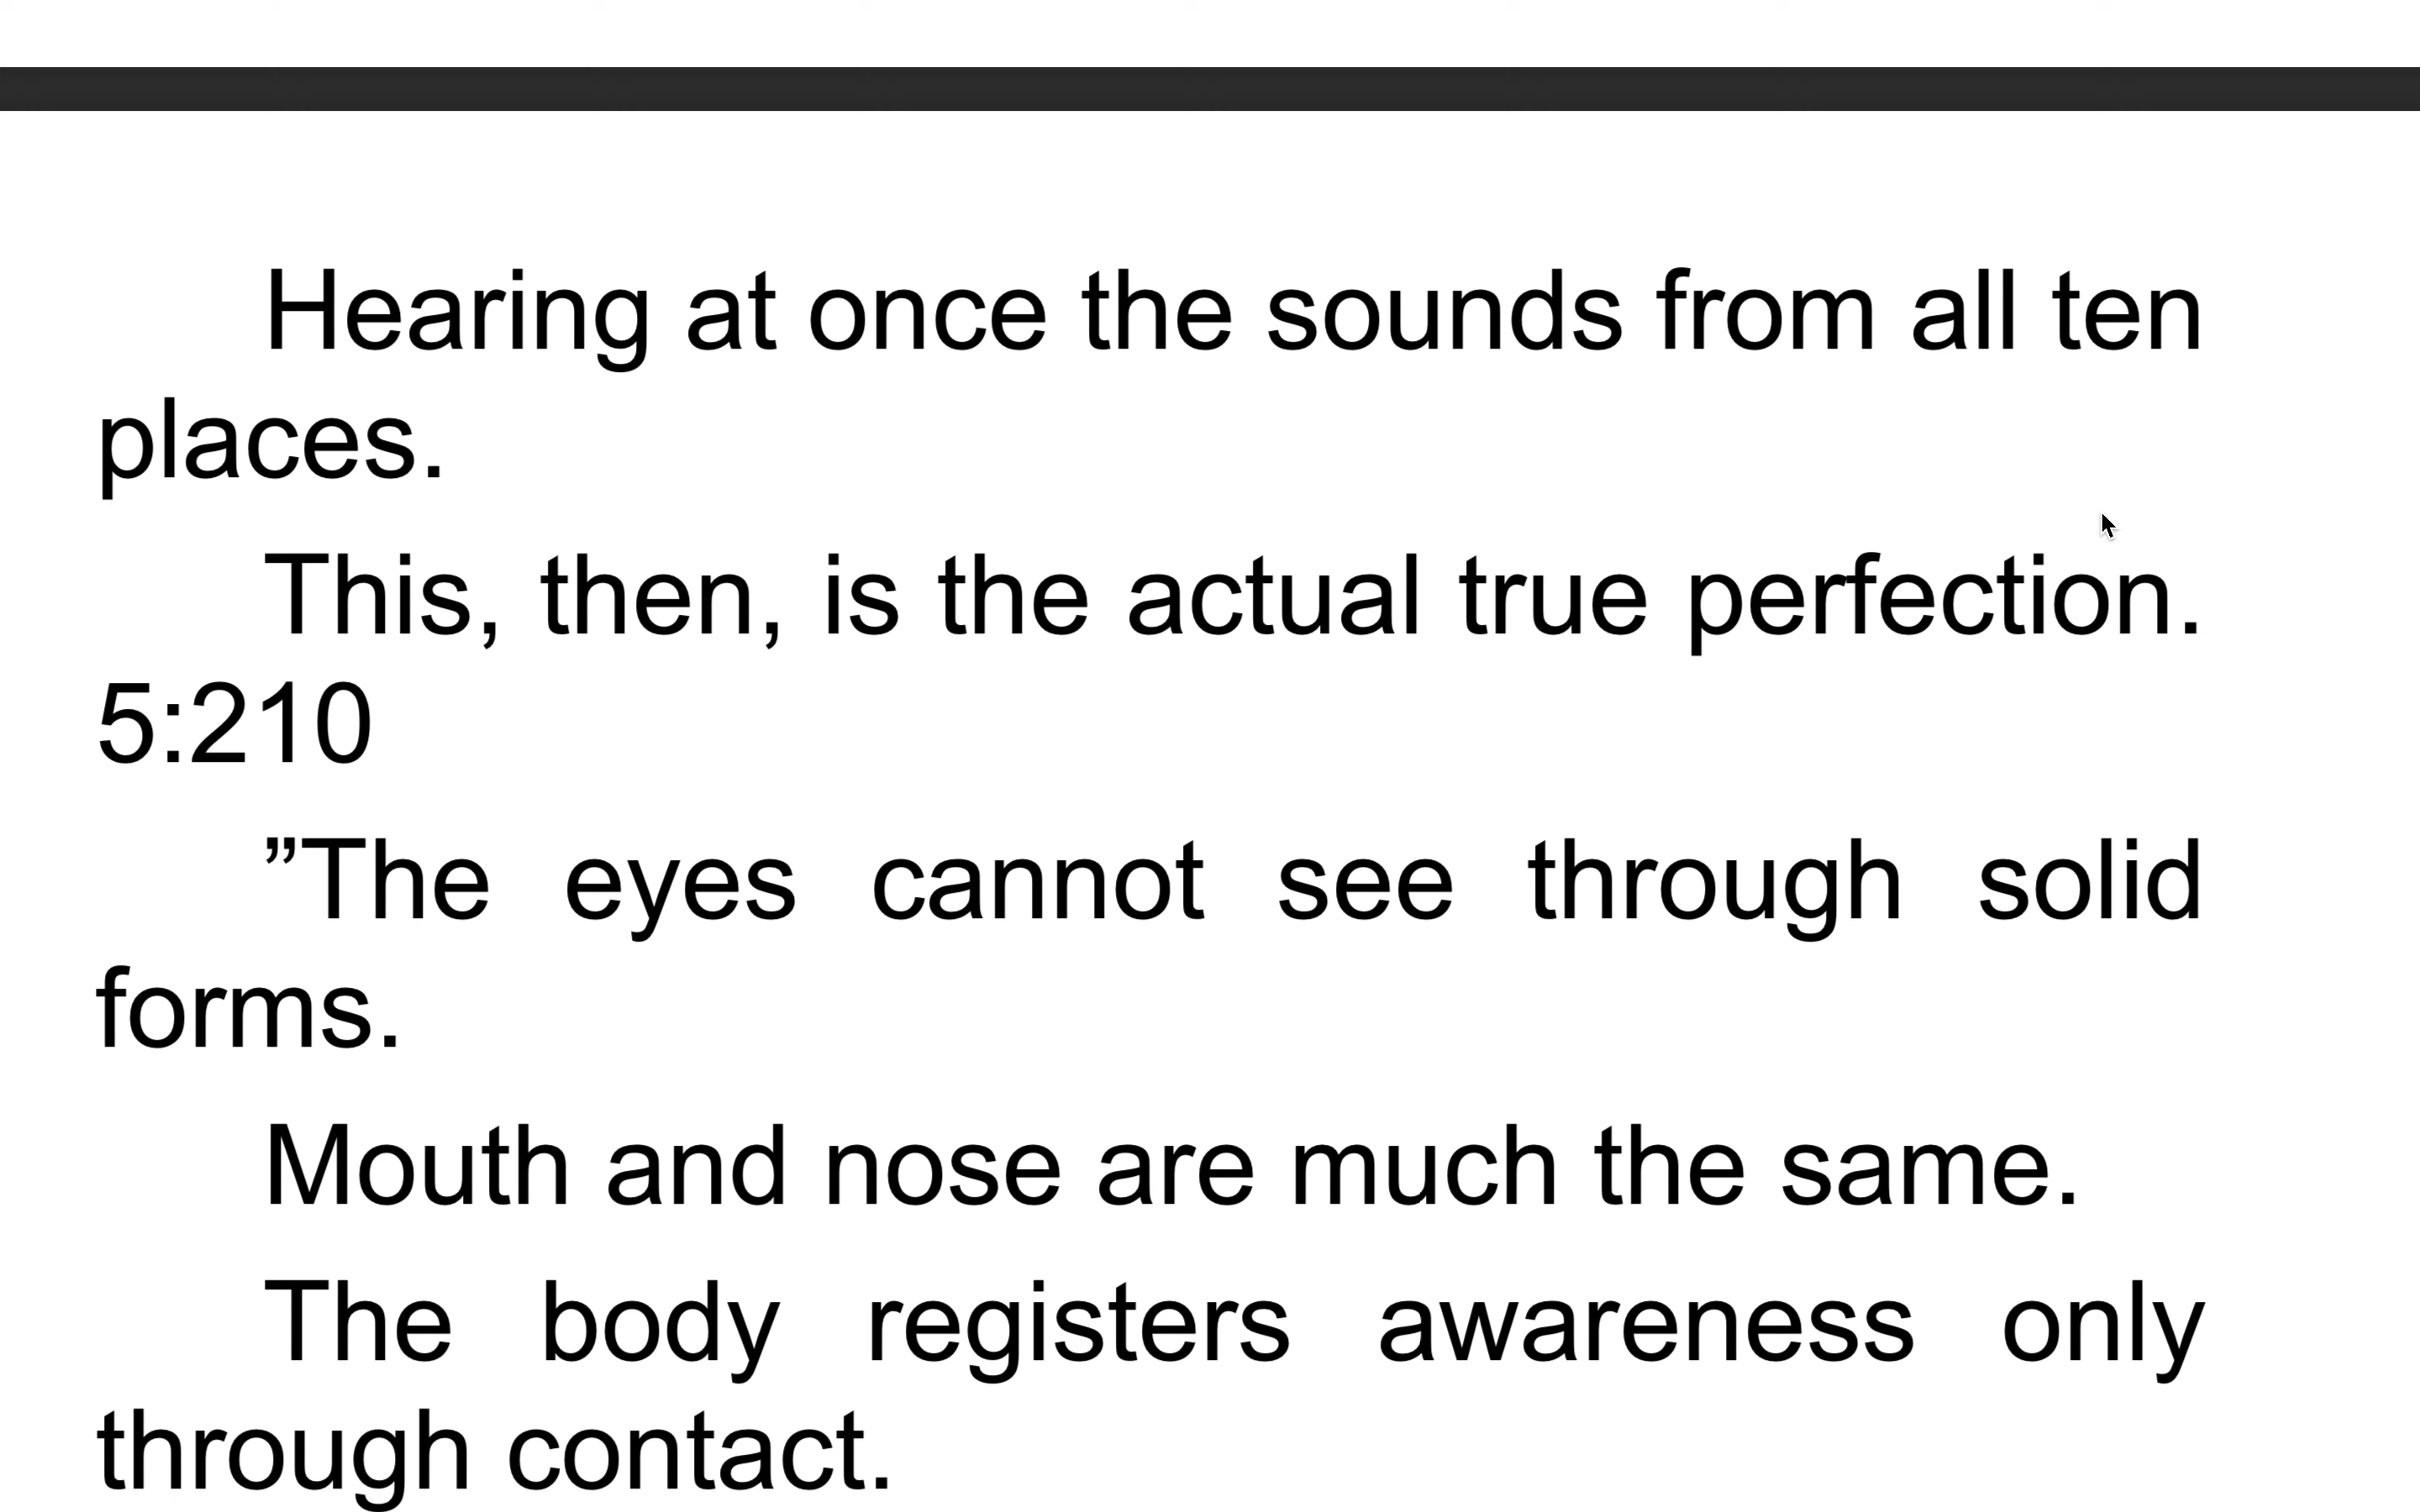 Hearing at once the sounds from all ten
places.
This, then, is the actual true perfection.
5:210
”The eyes cannot see through solid
forms.
Mouth and nose are much the same.
The body registers awareness only
through contact.